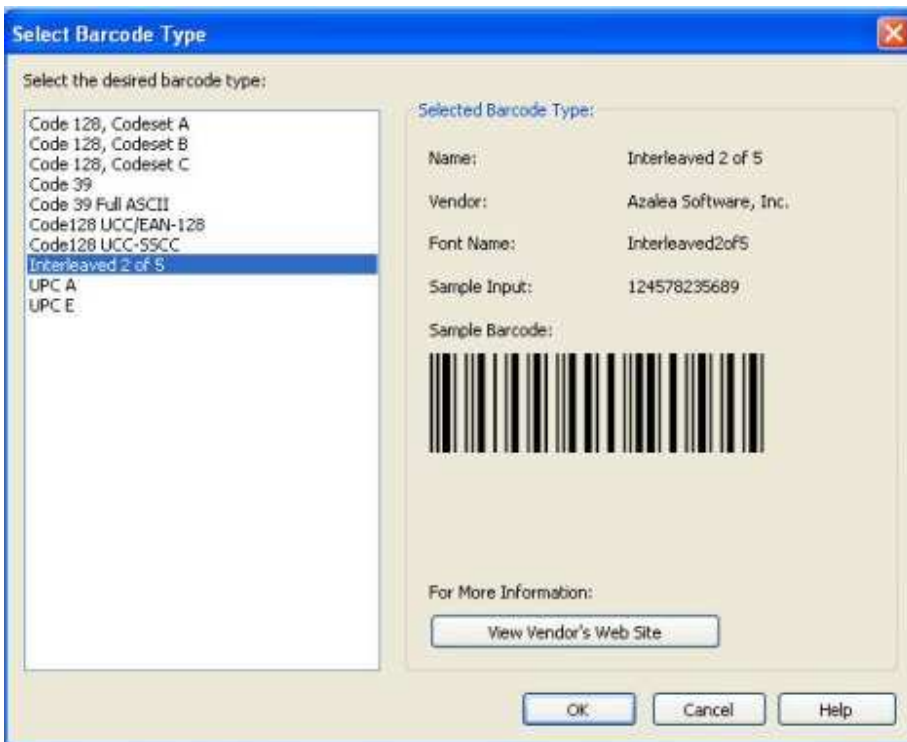 Select Barcode Type
Select the desired barcode type:
Code 128, Codeset A
Code 128, Codeset B
Code 128, Codeset C
Code 39
Code 39 Full ASCII
Code128 UCC/EAN-128
Code128 UCC-SSCC
Interleaved 2 of 5
UPC A
UPC E
Selected Barcode Type:
Name: Interleaved 2 of 5
Vendor: Azalea Software, Inc.
Font Name: Interleaved2of5
Sample Input: 124578235689
Sample Barcode:
For More Information:
View Vendor's Web Site
OK Cancel Help